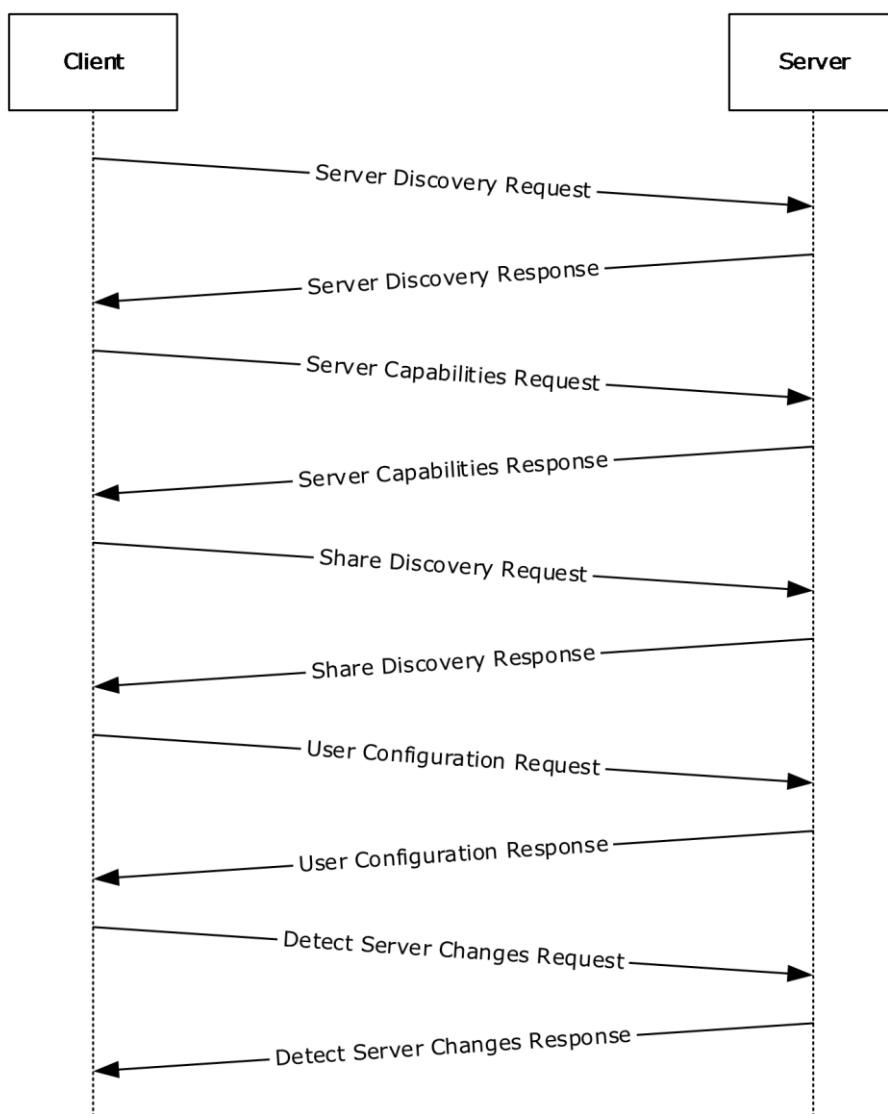 Client
Server
Server Discovery Request
Server Discovery Response
Server Capabilities Request
Server Capabilities Response
Share Discovery Request
Share Discovery Response
User Configuration Request
User Configuration Response
Detect Server Changes Request
Detect Server Changes Response